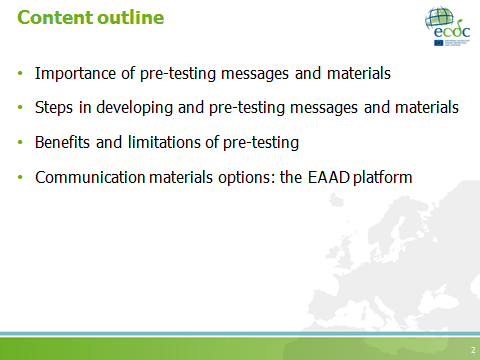 Content outline
ecdc
• Importance of pre-testing messages and materials
• Steps in developing and pre-testing messages and materials
• Benefits and limitations of pre-testing
• Communication materials options: the EAAD platform
2